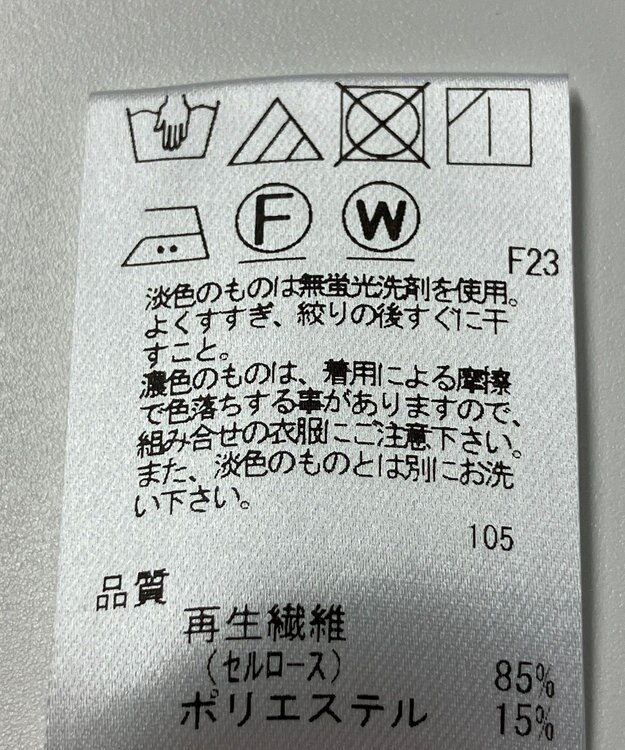 F
W
F23
淡色のものは無蛍光洗剤を使用。
よくすすぎ、絞りの後すぐに干
すこと。
濃色のものは、着用による摩擦
で色落ちする事がありますので、
組み合せの衣服にご注意下さい。
また、淡色のものとは別にお洗
い下さい。
105
品質
再生繊維
(セルロース) 85%
ポリエステル 15%